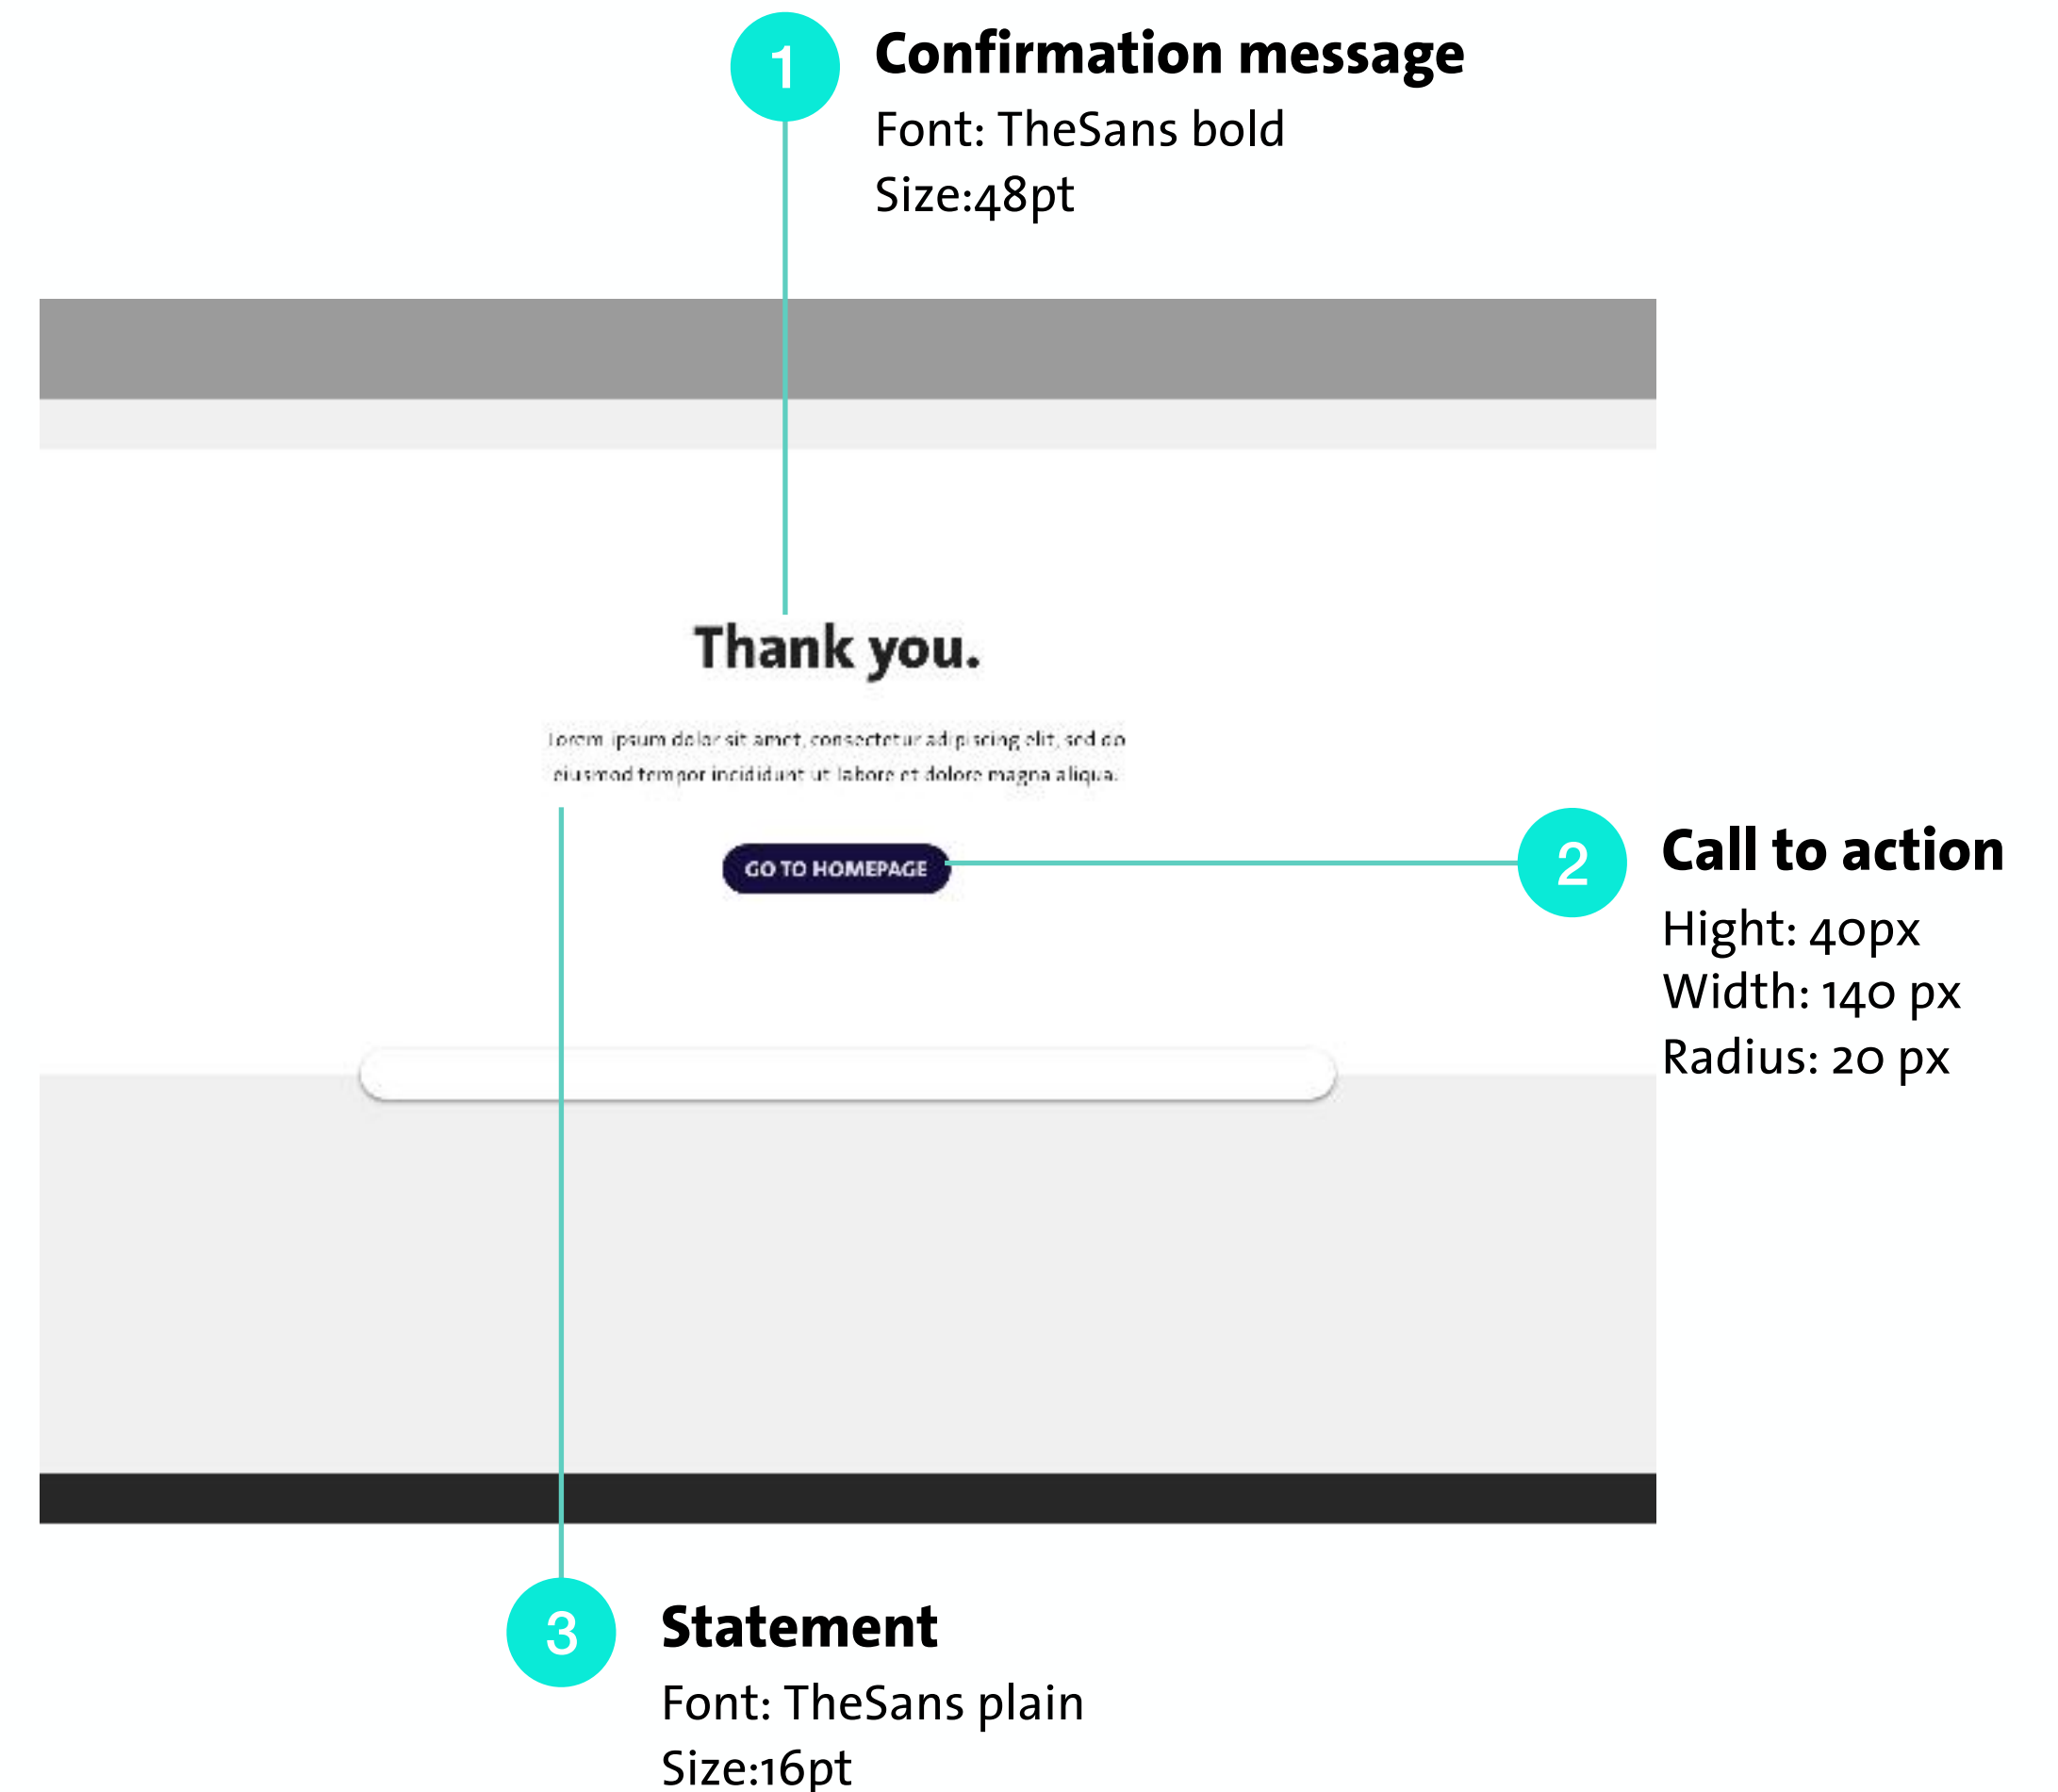 1
Confirmation message
Font: TheSans bold
Size:48pt
Thank you.
Lorem ipsum dolor sit amet, consectetur adipiscing elit, sed do
eiusmod tempor incididunt ut labore et dolore magna aliqua.
GO TO HOMEPAGE
2
Call to action
Hight: 40px
Width: 140 px
Radius: 20 px
3
Statement
Font: TheSans plain
Size:16pt